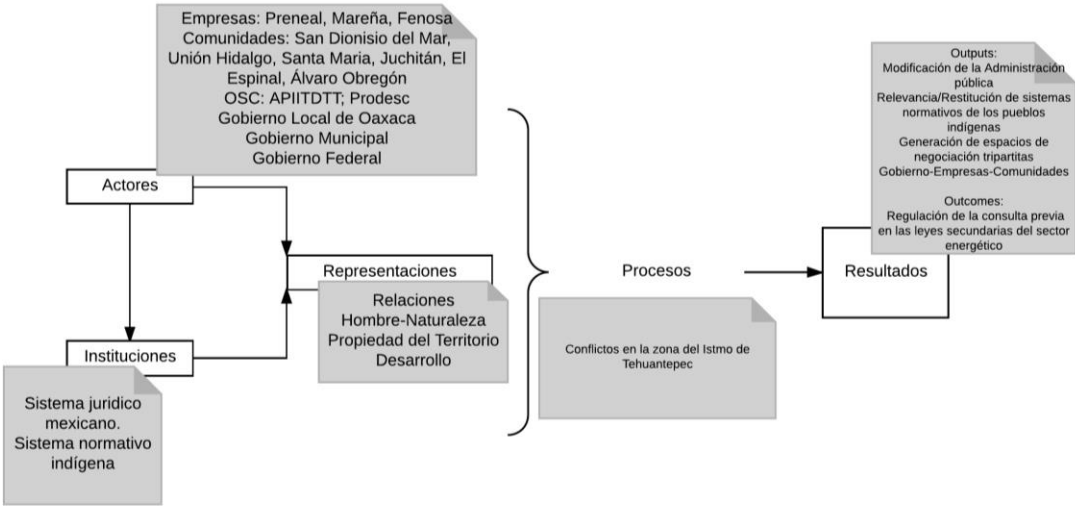 Empresas: Preneal, Mareña, Fenosa
Comunidades: San Dionisio del Mar,
Unión Hidalgo, Santa Maria, Juchitán, El
Espinal, Álvaro Obregón
OSC: APIITDTT; Prodesc
Gobierno Local de Oaxaca
Gobierno Municipal
Gobierno Federal
Actores
Representaciones
Relaciones
Hombre-Naturaleza
Propiedad del Territorio
Desarrollo
Instituciones
Sistema juridico
mexicano.
Sistema normativo
indígena
Procesos
Conflictos en la zona del Istmo de
Tehuantepec
Outputs:
Modificación de la Administración
pública
Relevancia/Restitución de sistemas
normativos de los pueblos
indígenas
Generación de espacios de
negociación tripartitas
Gobierno-Empresas-Comunidades
Outcomes:
Regulación de la consulta previa
en las leyes secundarias del sector
energético
Resultados